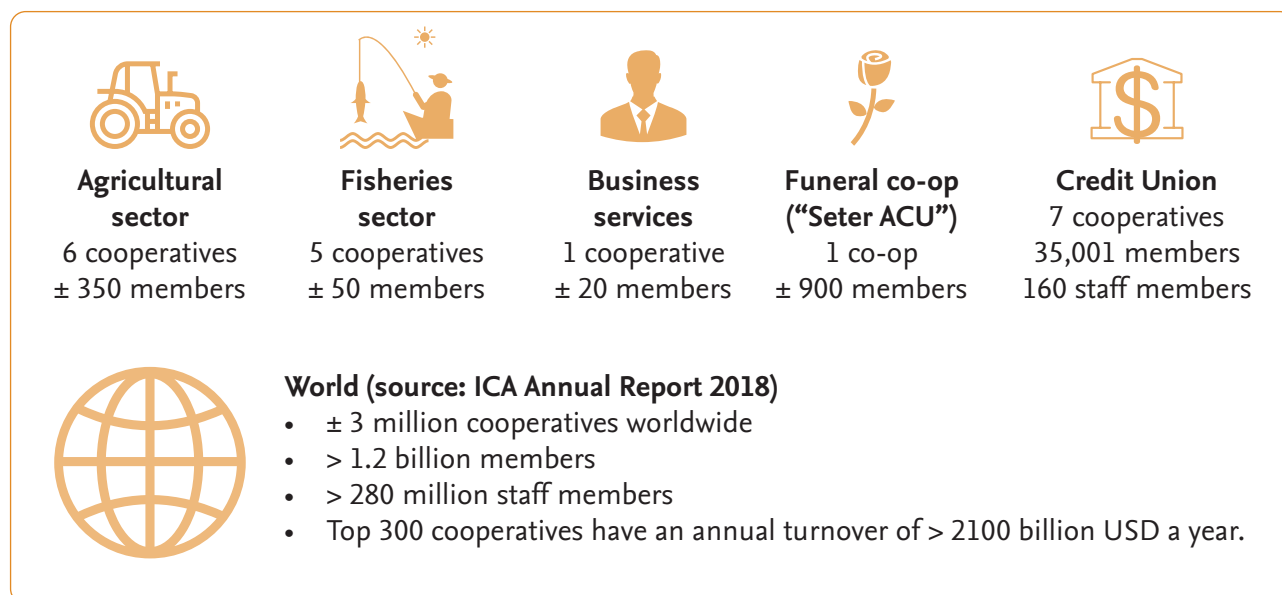 Agricultural
sector
6 cooperatives
± 350 members
Fisheries
sector
5 cooperatives
± 50 members
Business
services
1 cooperative
± 20 members
Funeral co-op
(“Seter ACU”)
1 co-op
± 900 members
$
Credit Union
7 cooperatives
35,001 members
160 staff members
World (source: ICA Annual Report 2018)
• ± 3 million cooperatives worldwide
• > 1.2 billion members
• > 280 million staff members
• Top 300 cooperatives have an annual turnover of > 2100 billion USD a year.